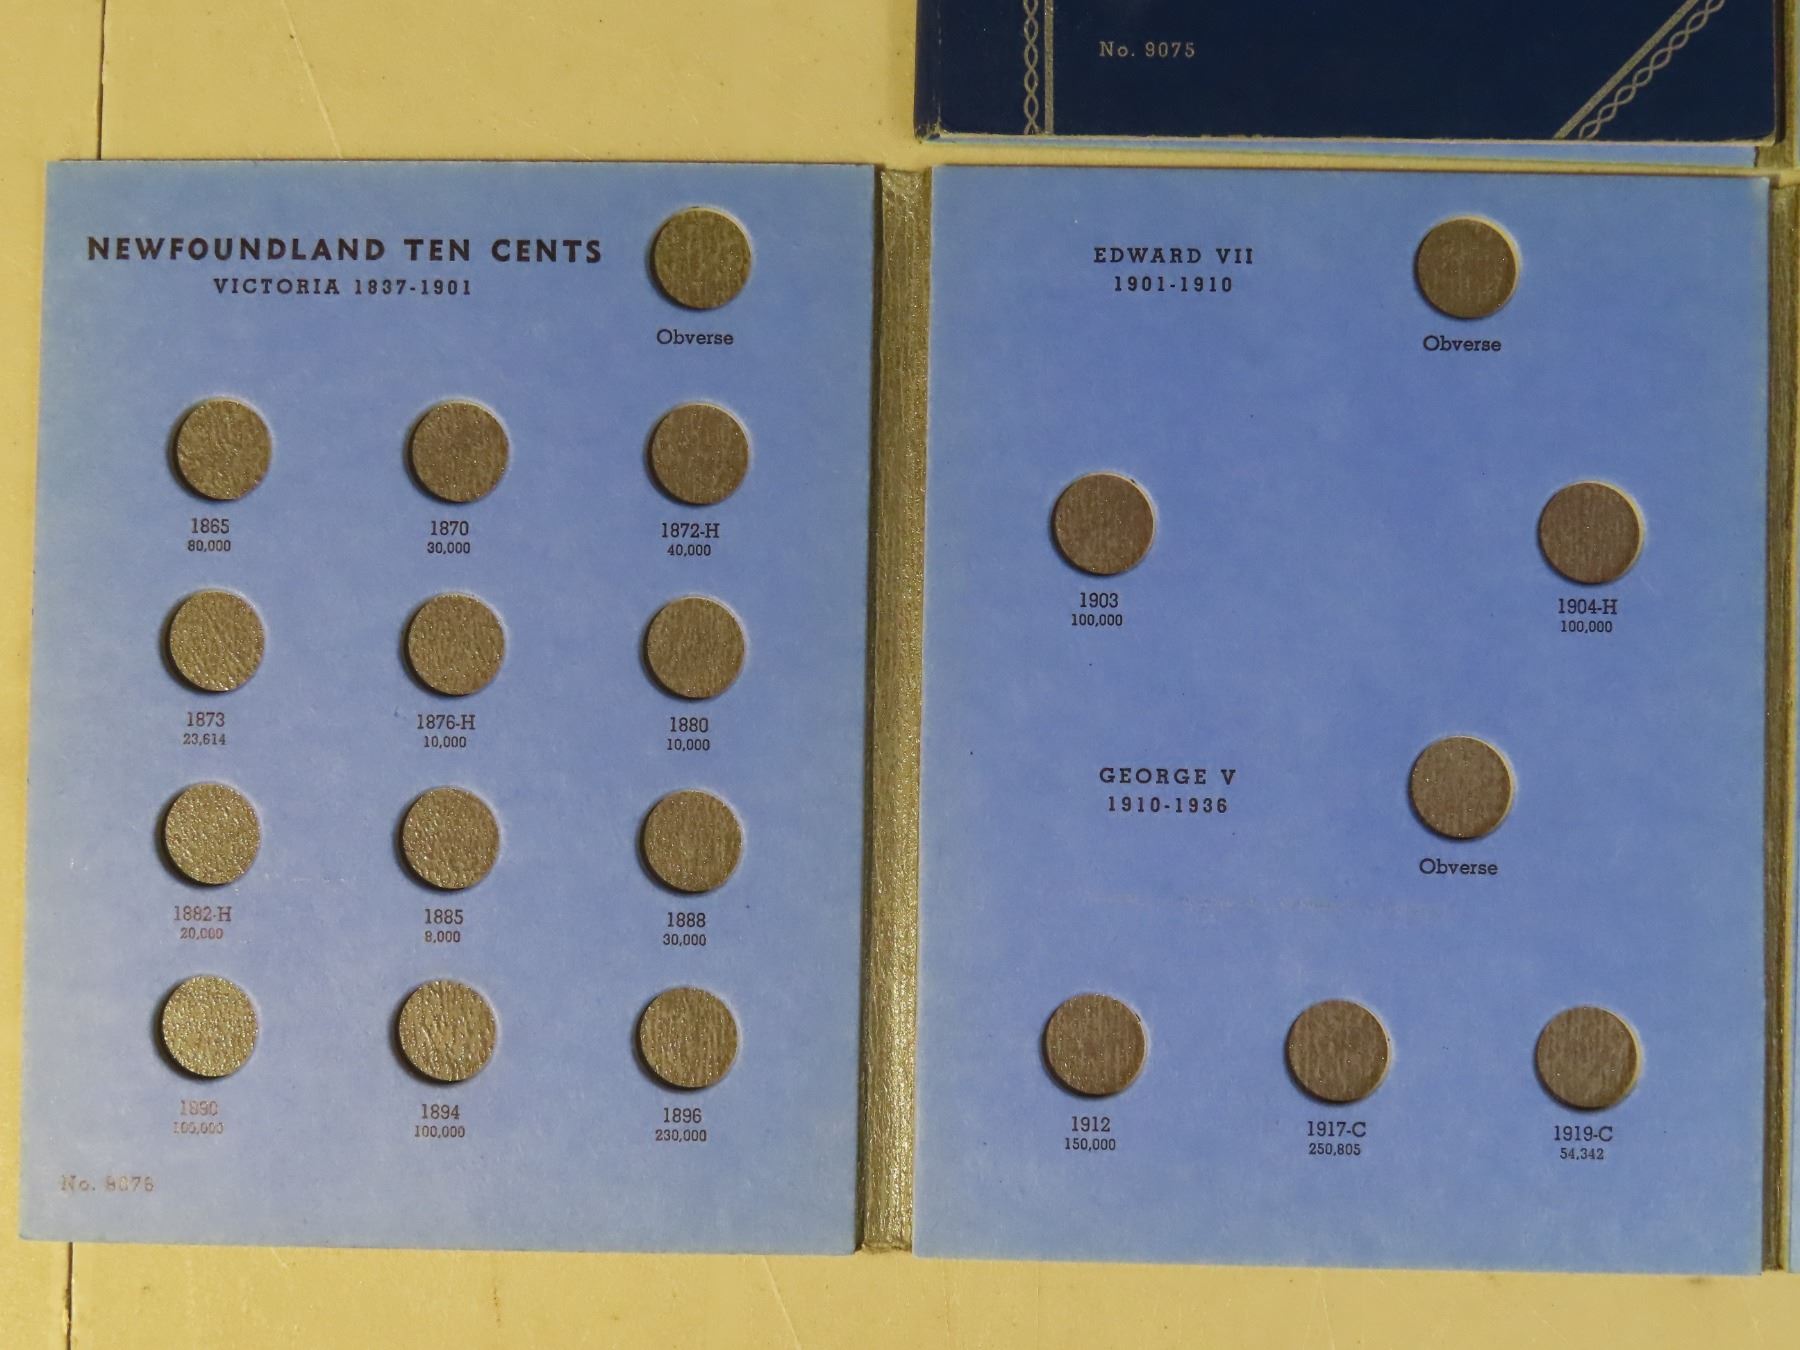 No. 9075
NEWFOUNDLAND TEN CENTS
VICTORIA 1837-1901
Obverse
1865
80,000
1870
30,000
1872-H
40,000
1873
23,614
1876-H
10,000
1880
10,000
1882-H
20,000
1885
8,000
1888
30,000
1890
100,000
1894
100,000
1896
230,000
No.
EDWARD VII
1901-1910
Obverse
1903
100,000
1904-H
100,000
GEORGE V
1910-1936
Obverse
1912
150,000
1917-C
250,805
1919-C
54,342